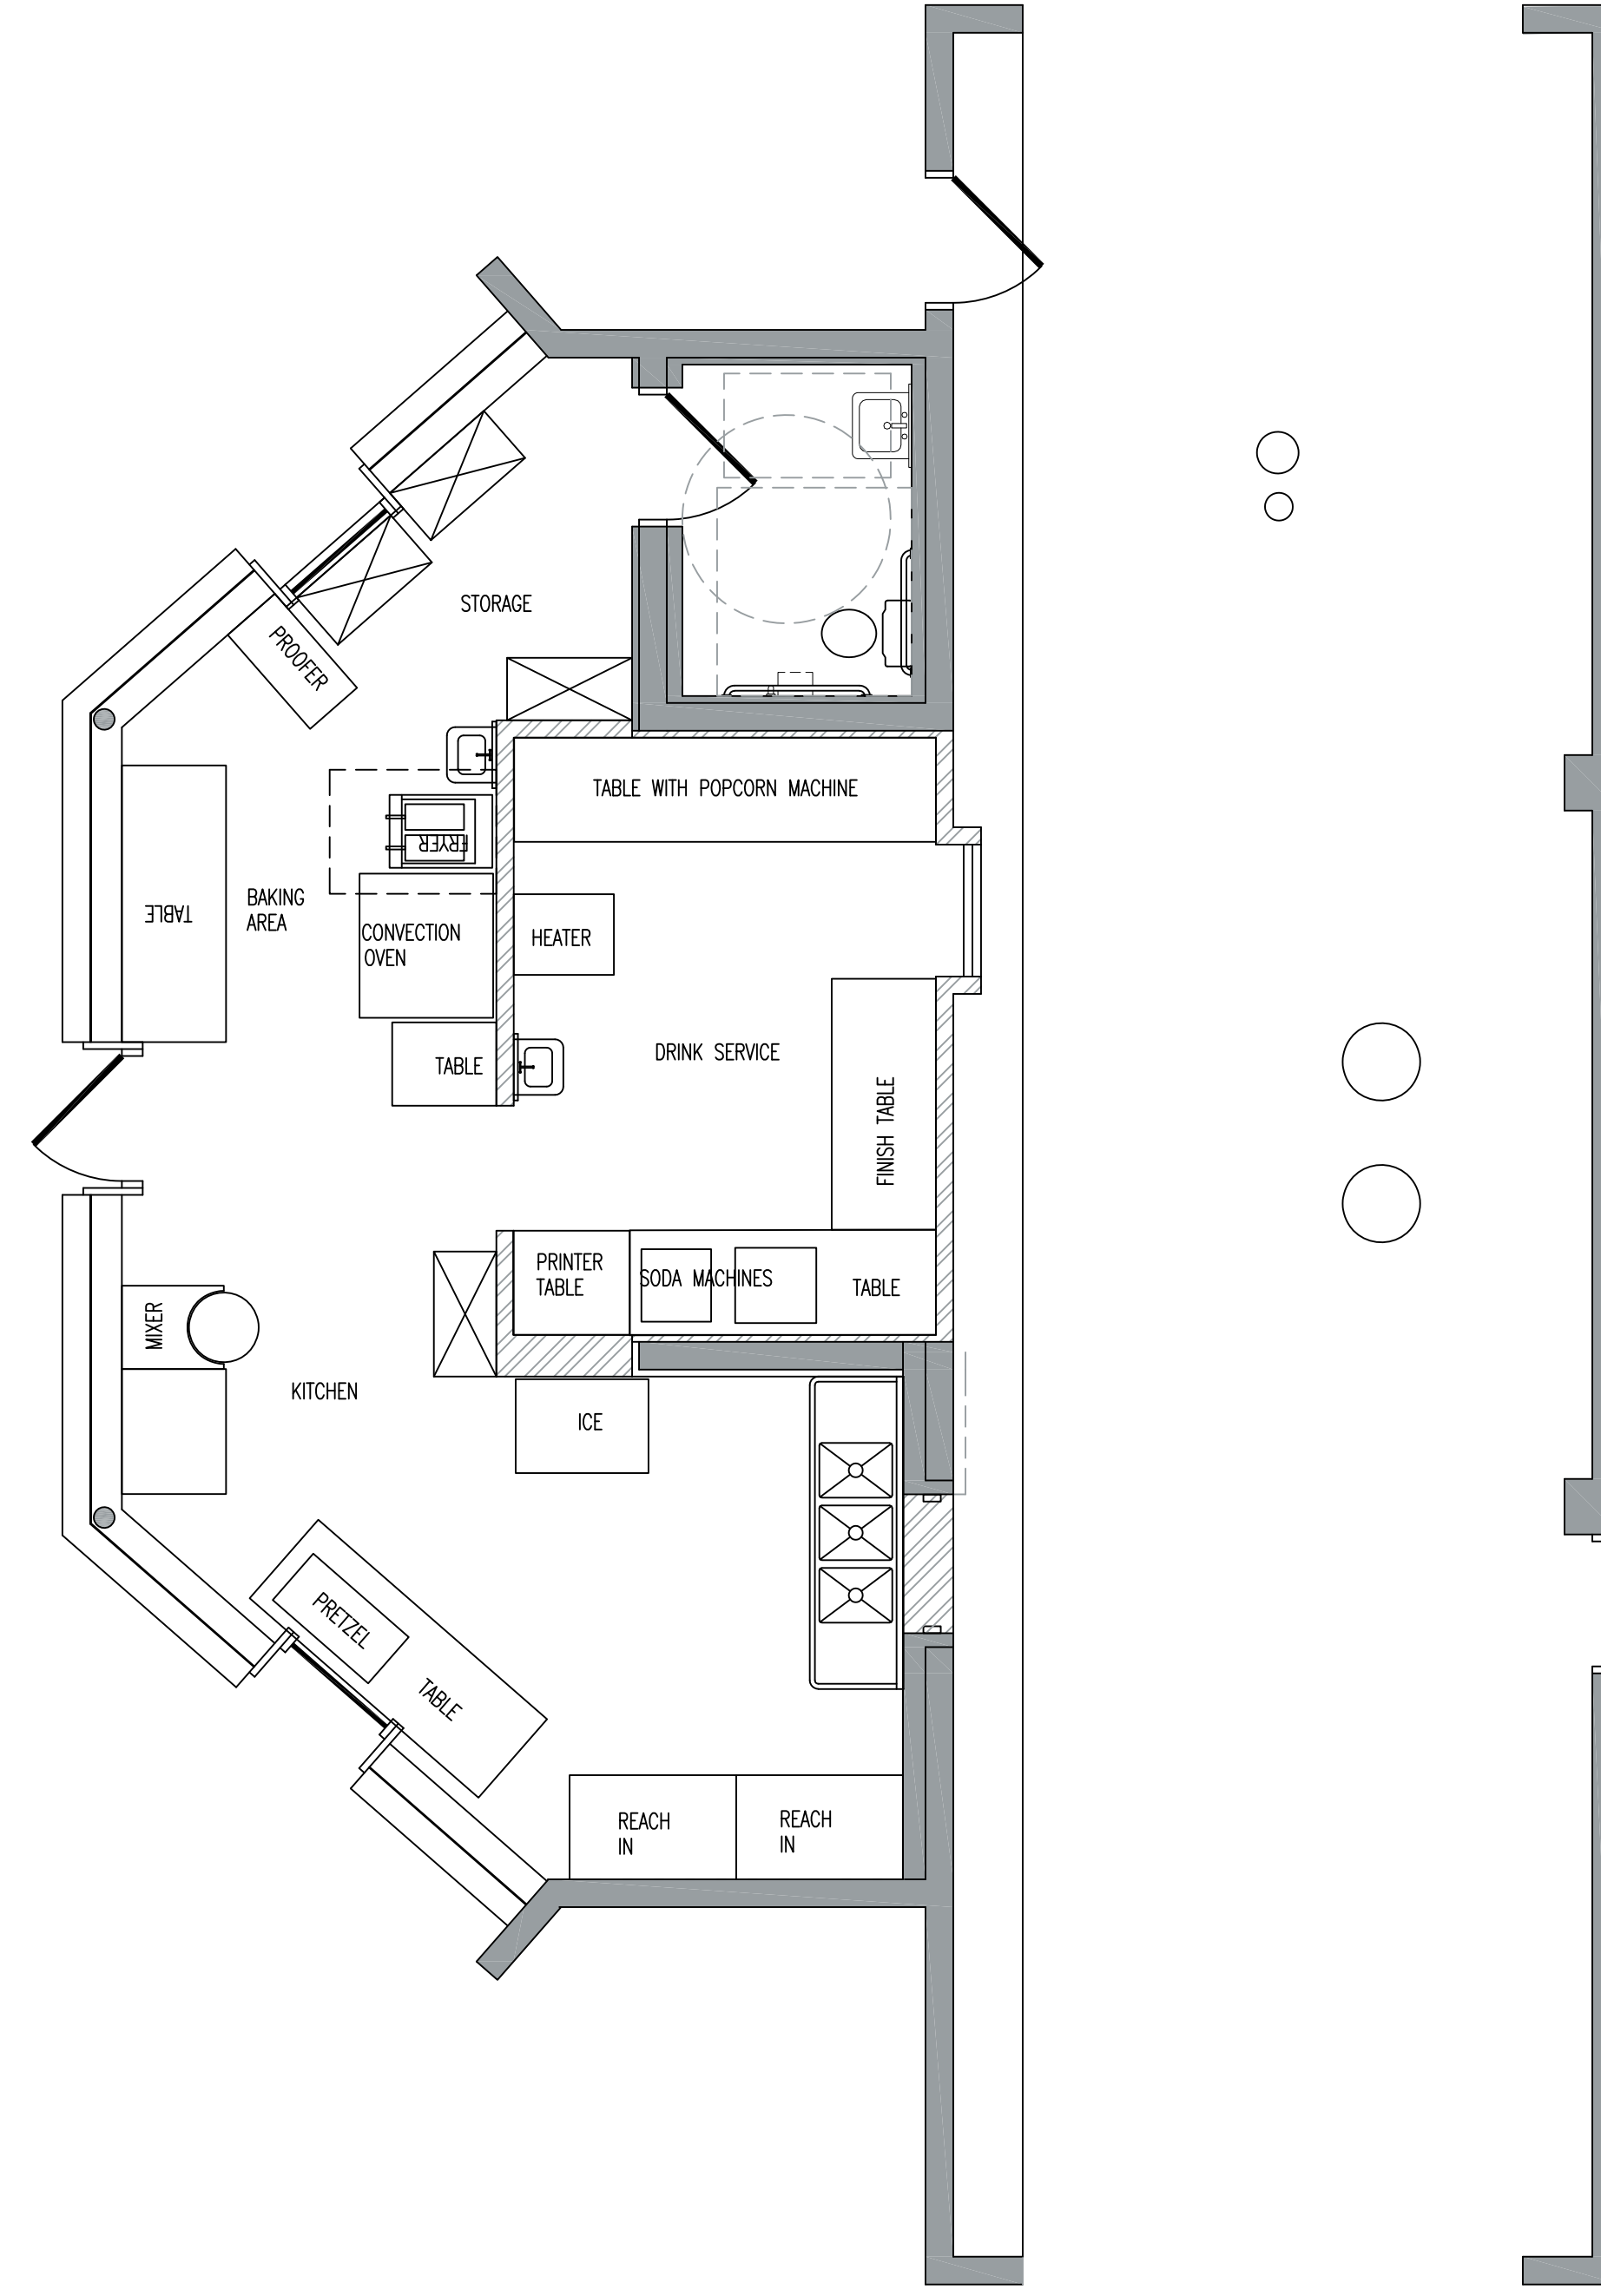 STORAGE
PROOFER
TABLE WITH POPCORN MACHINE
FRYER
BAKING
AREA
TABLE
CONVECTION
OVEN
HEATER
DRINK SERVICE
TABLE
FINISH TABLE
PRINTER
TABLE
SODA MACHINES
TABLE
MIXER
KITCHEN
ICE
PRETZEL
TABLE
REACH
IN
REACH
IN